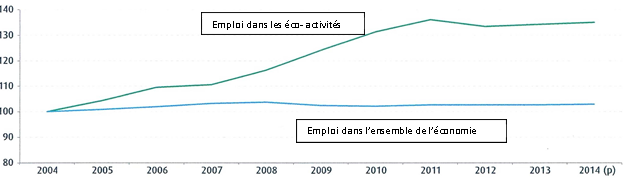 140
130
120
110
100
90
80
Emploi dans les éco-activités
Emploi dans l'ensemble de l'économie
2004 2005 2006 2007 2008 2009 2010 2011 2012 2013 2014 (p)